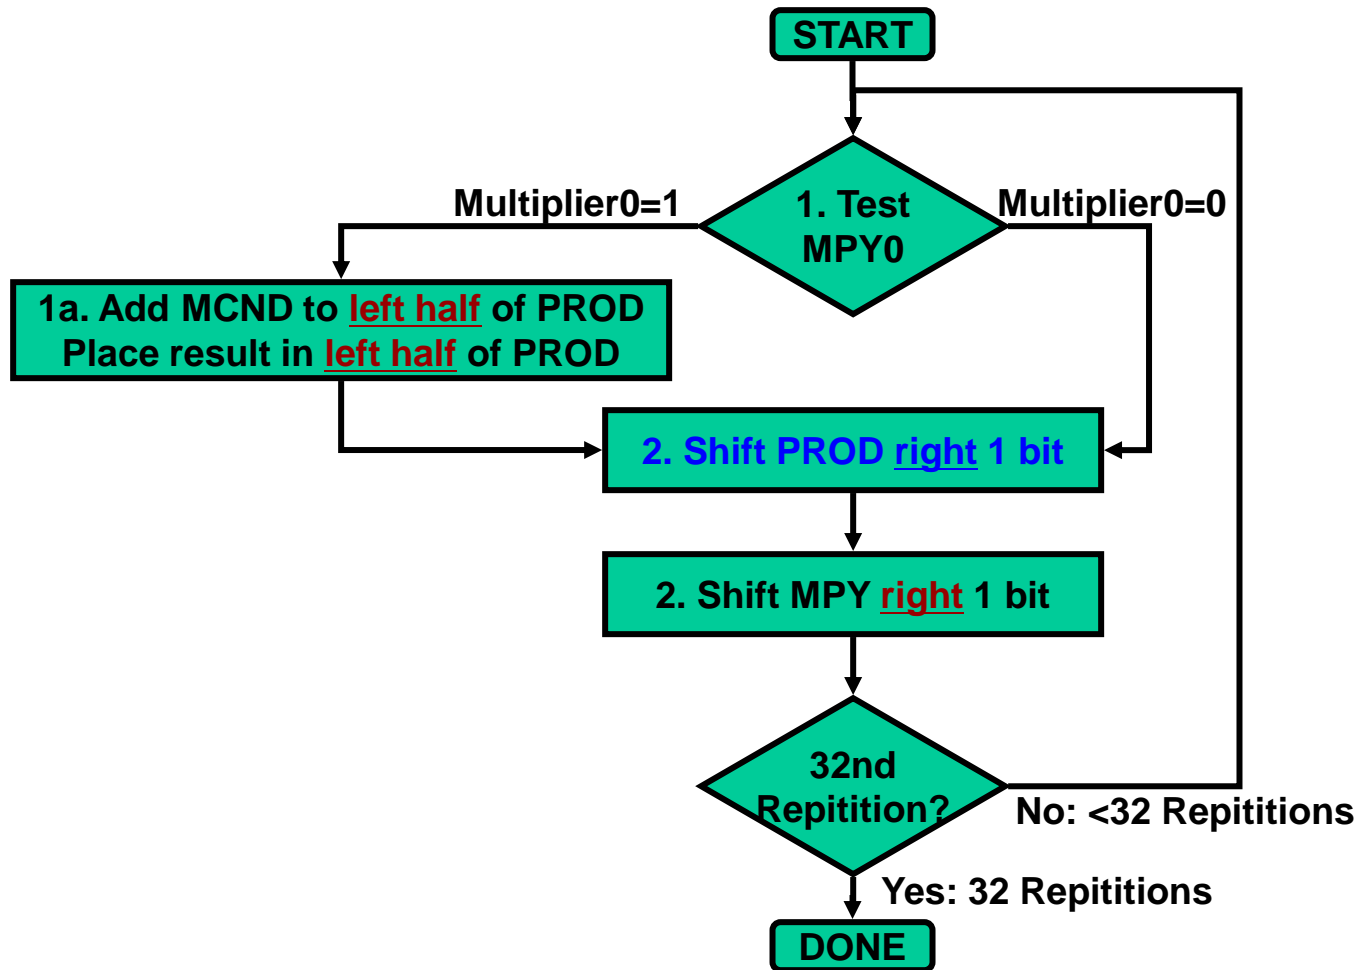 START
Multiplier0=1
1. Test
MPY0
Multiplier0=0
1a. Add MCND to left half of PROD
Place result in left half of PROD
2. Shift PROD right 1 bit
2. Shift MPY right 1 bit
32nd
Repitition?
No: <32 Repititions
Yes: 32 Repititions
DONE